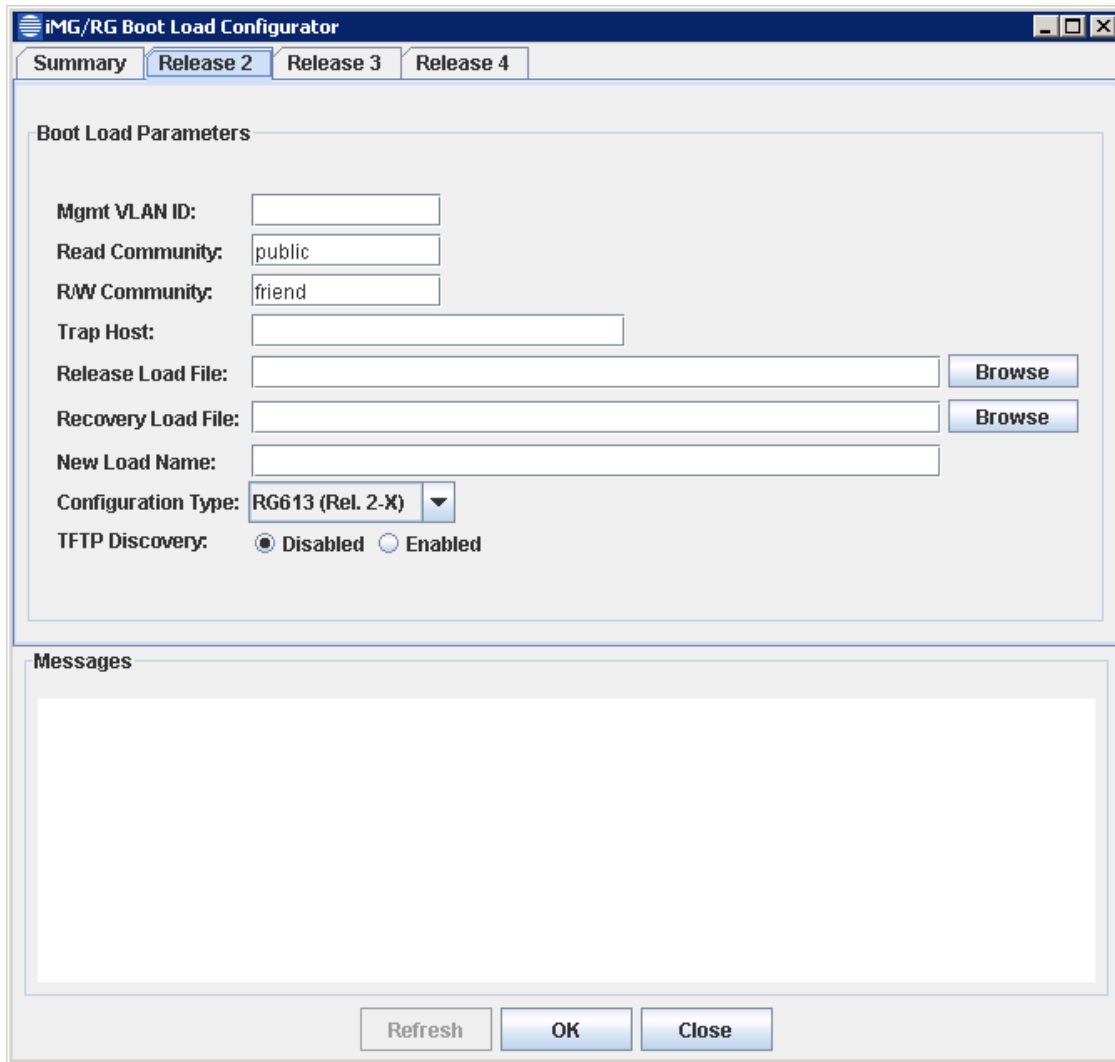 iMG/RG Boot Load Configurator
Summary Release 2 Release 3 Release 4
Boot Load Parameters
Mgmt VLAN ID:
Read Community: public
R/W Community: friend
Trap Host:
Release Load File: Browse
Recovery Load File: Browse
New Load Name:
Configuration Type: RG613 (Rel. 2-X)
TFTP Discovery: Disabled Enabled
Messages
Refresh OK Close